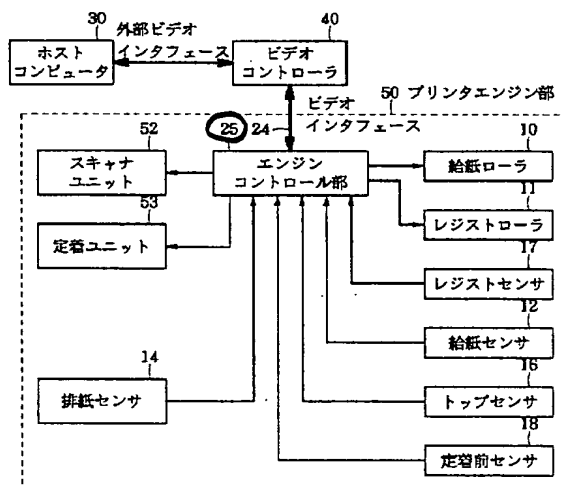 30
外部ビデオ
インタフェース
40
ホスト
コンピュータ
ビデオ
コントローラ
50 プリンタエンジン部
ビデオ
インタフェース
24
25
52
スキャナ
ユニット
エンジン
コントロール部
10
給紙ローラ
53
定着ユニット
11
レジストローラ
17
レジストセンサ
12
給紙センサ
14
排紙センサ
16
トップセンサ
18
定着前センサ